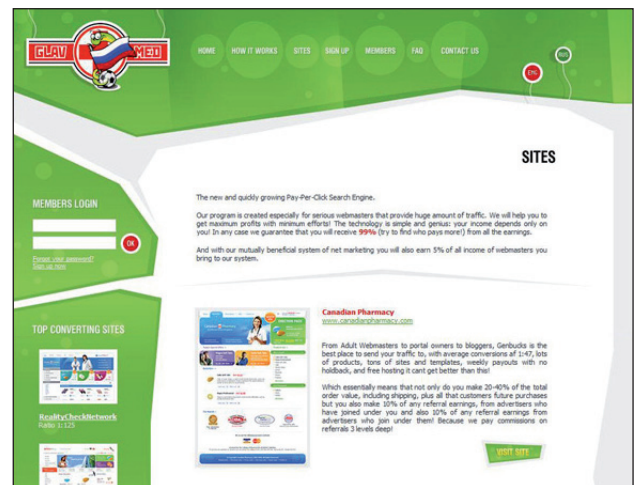 GLAV MED
HOME HOW IT WORKS SITES SIGN UP MEMBERS FAQ CONTACT US
ENG
RUS
SITES
The new and quickly growing Pay-Per-Click Search Engine.
Our program is created especially for serious webmasters that provide huge amount of traffic. We will help you to
get maximum profits with minimum efforts! The technology is simple and genius: your income depends only on
you! In any case we guarantee that you will receive 99% (try to find who pays more!) from all the earnings.
And with our mutually beneficial system of net marketing you will also earn 5% of all income of webmasters you
bring to our system.
MEMBERS LOGIN
OK
Forgot your password?
Sign up now
TOP CONVERTING SITES
RealityCheckNetwork
Ratio 1:125
Canadian Pharmacy
www.canadianpharmacy.com
From Adult Webmasters to portal owners to bloggers, Genbucks is the
best place to send your traffic to, with average conversions af 1:47, lots
of products, tons of sites and templates, weekly payouts with no
holdback, and free hosting it cant get better than this!
Which essentially means that not only do you make 20-40% of the total
order value, including shipping, plus all that customers future purchases
but you also make 10% of any referral earnings, from advertisers who
have joined under you and also 10% of any referral earnings from
advertisers who join under them! Because we pay commissions on
referrals 3 levels deep!
VISIT SITE